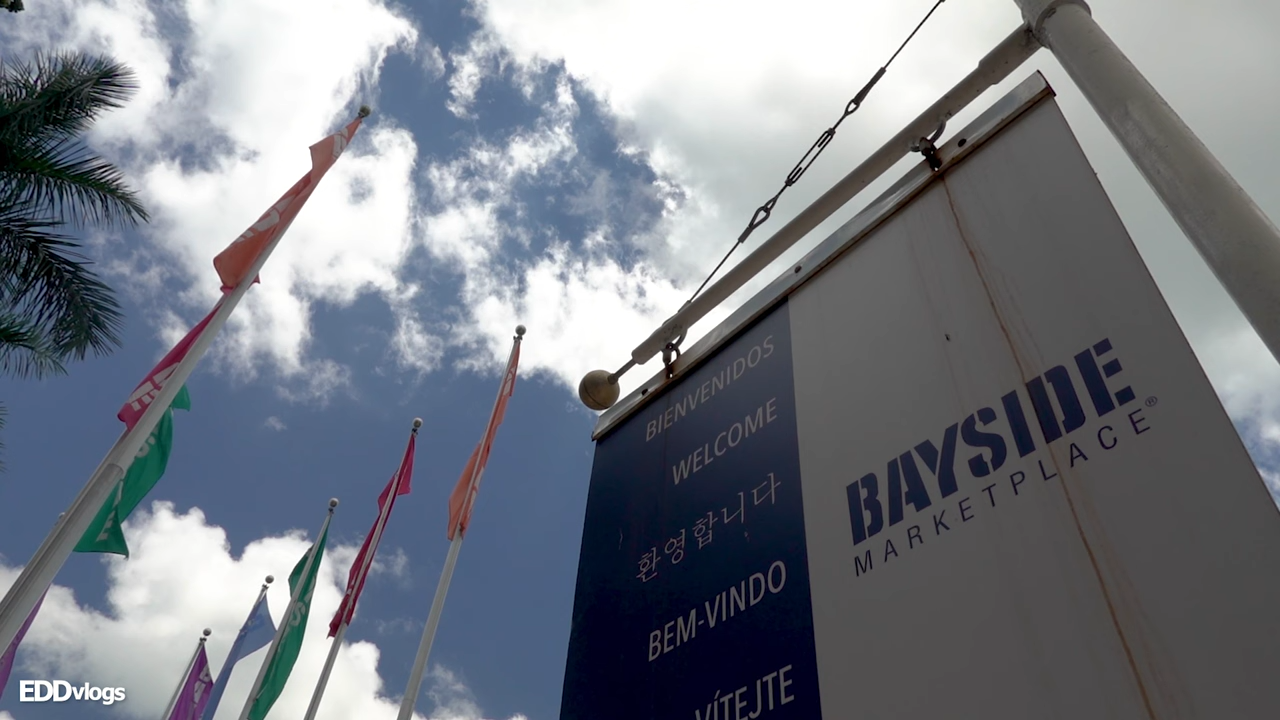 BIENVENIDOS
WELCOME
환영합니다
BEM-VINDO
VÍTEJTE
BAYSIDE
MARKETPLACE®
EDDvlogs